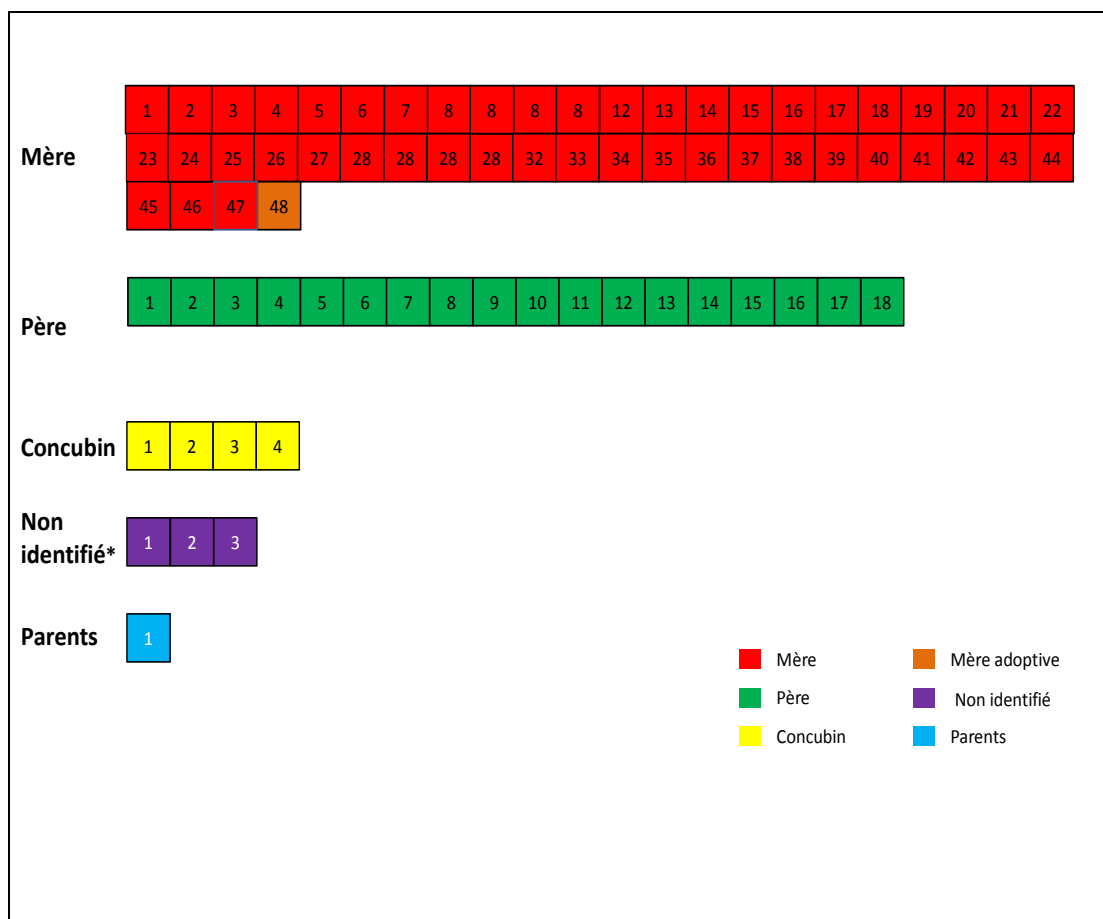 1 2 3 4 5 6 7 8 8 8 8 12 13 14 15 16 17 18 19 20 21 22
Mère
23 24 25 26 27 28 28 28 28 32 33 34 35 36 37 38 39 40 41 42 43 44
45 46 47 48
Père
1 2 3 4 5 6 7 8 9 10 11 12 13 14 15 16 17 18
Concubin
1 2 3 4
Non
identifié*
1 2 3
Parents
1
Mère
Mère adoptive
Père
Non identifié
Concubin
Parents